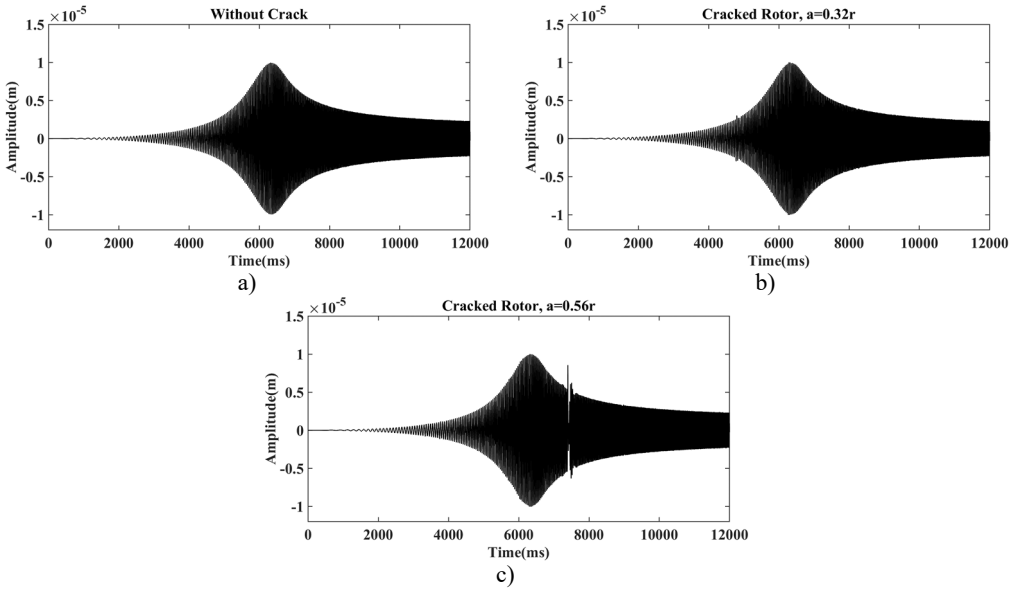 Without Crack
×10-5
1.5
1
0.5
0
-0.5
-1
Amplitude(m)
0 2000 4000 6000 8000 10000 12000
Time(ms)
a)
Cracked Rotor, a=0.32r
×10-5
1.5
1
0.5
0
-0.5
-1
Amplitude(m)
0 2000 4000 6000 8000 10000 12000
Time(ms)
b)
Cracked Rotor, a=0.56r
×10-5
1.5
1
0.5
0
-0.5
-1
Amplitude(m)
0 2000 4000 6000 8000 10000 12000
Time(ms)
c)